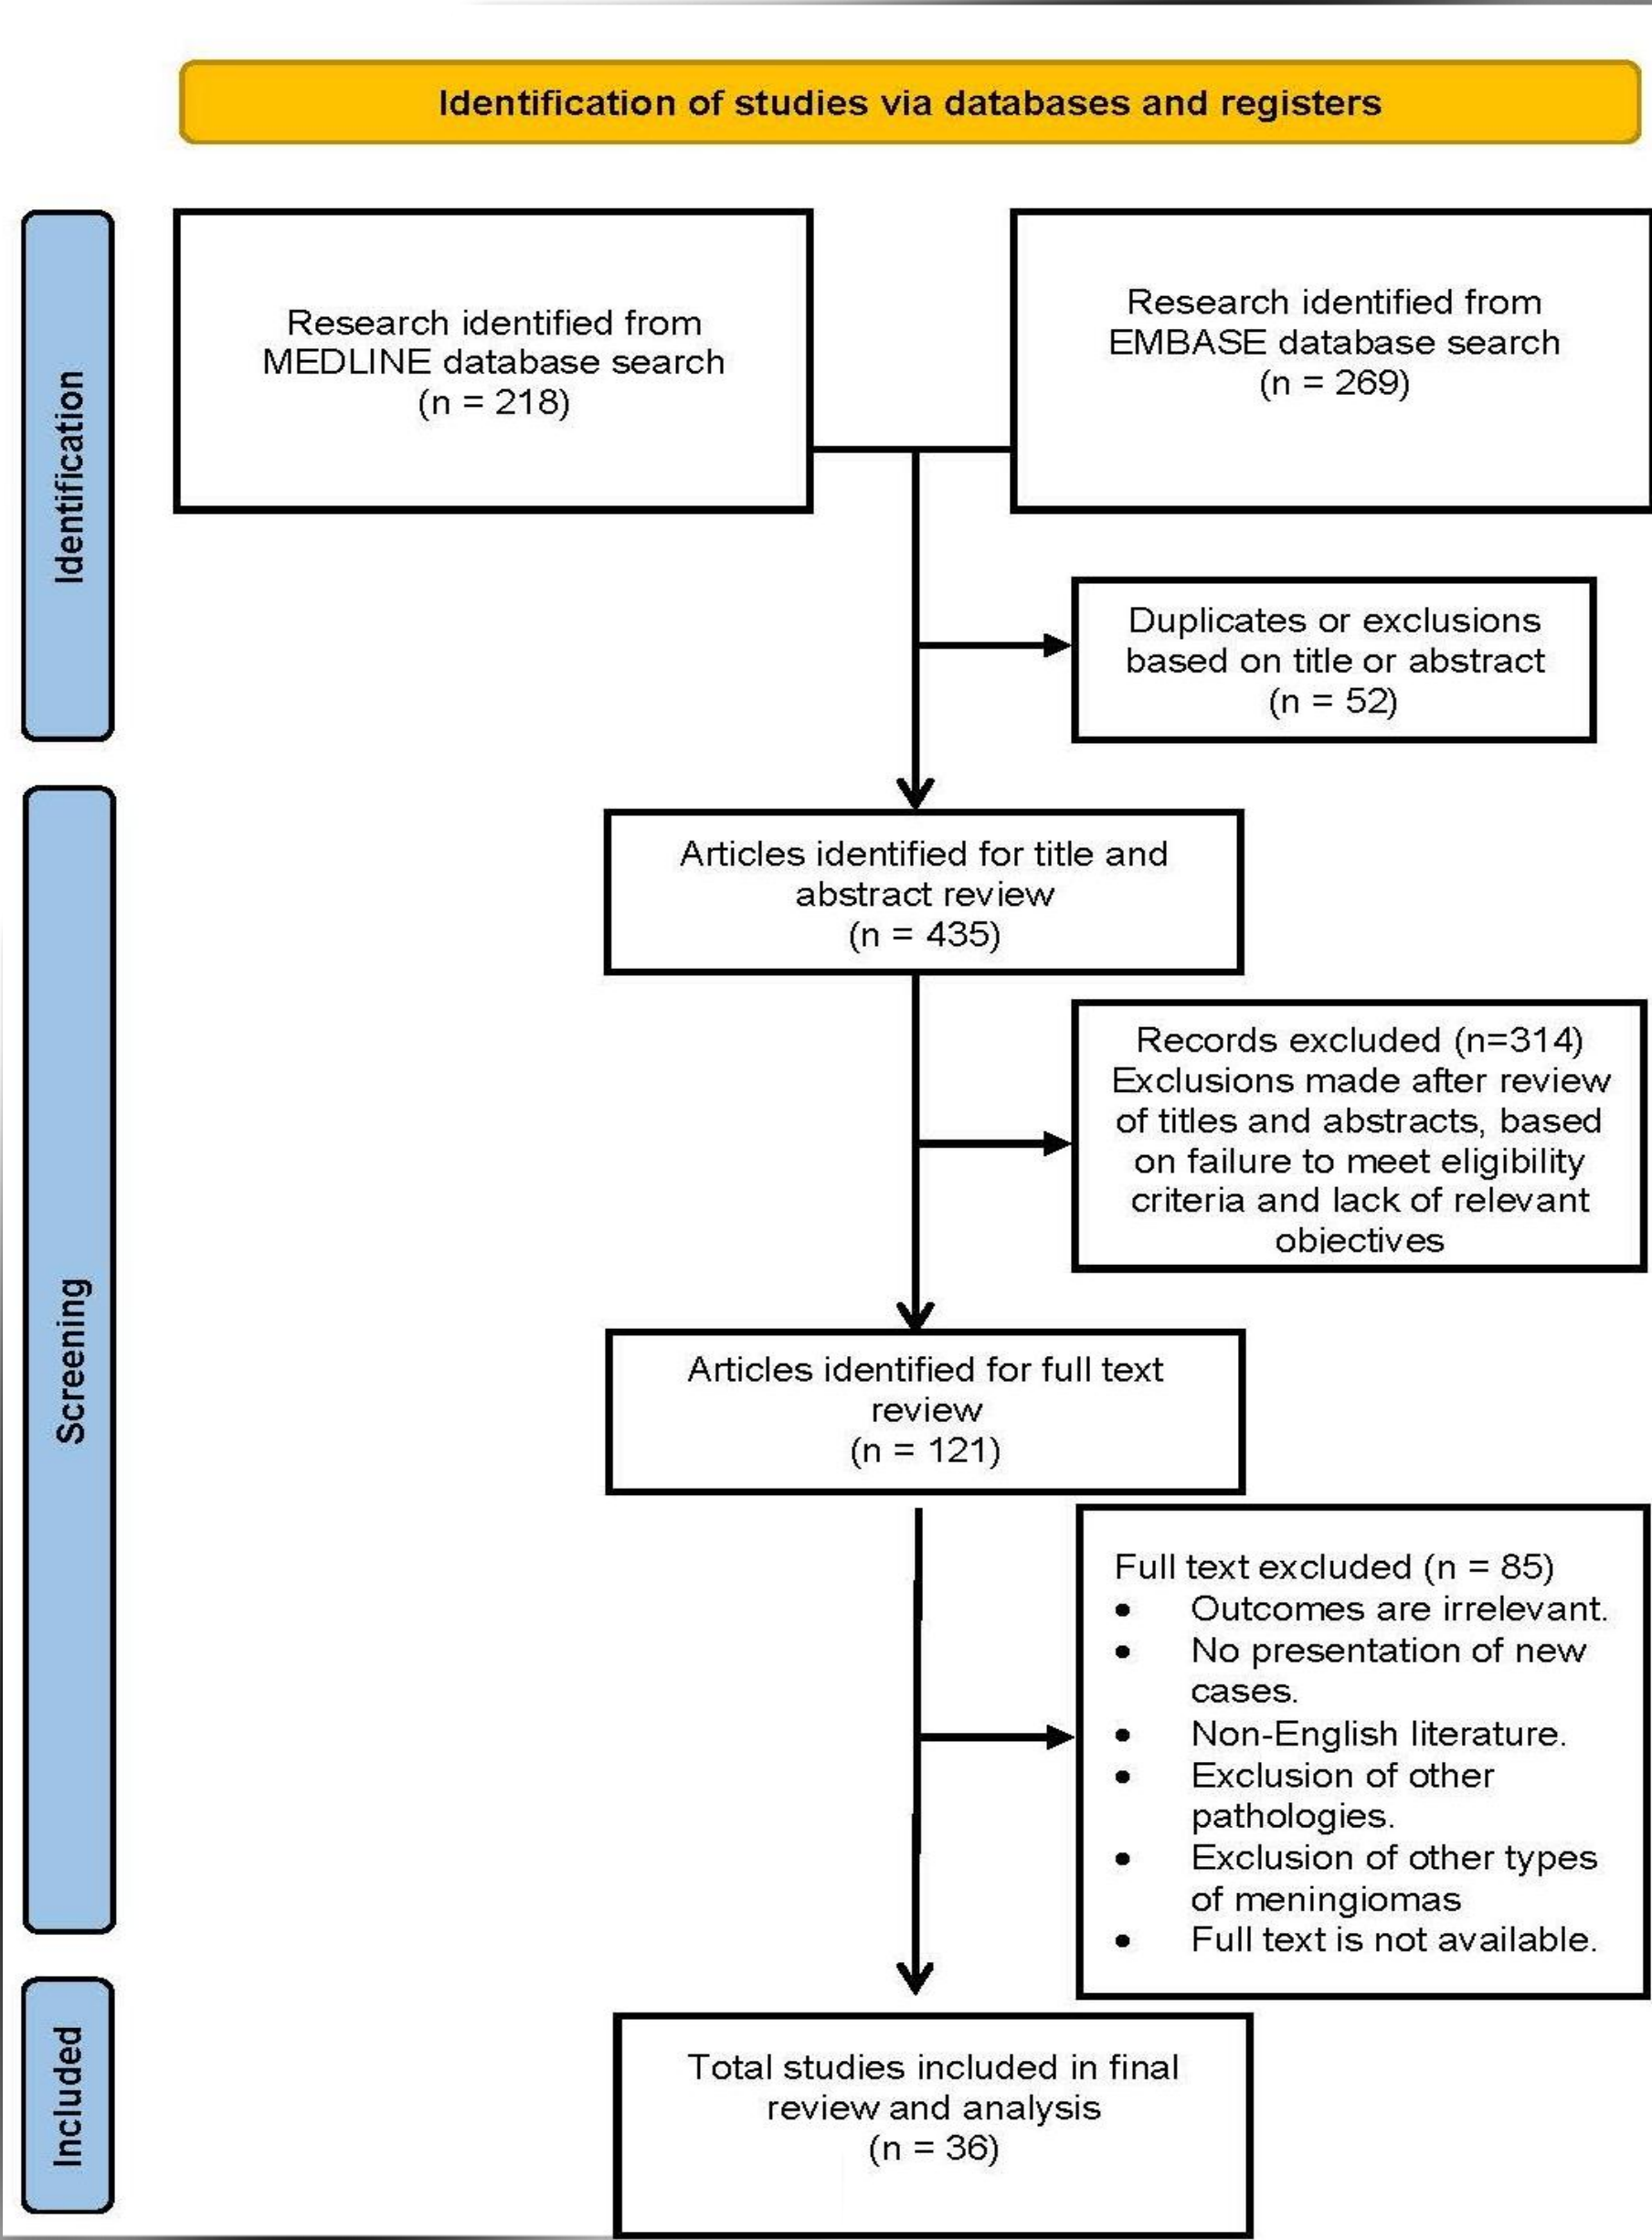 Identification of studies via databases and registers
Identification
Research identified from
MEDLINE database search
(n = 218)
Research identified from
EMBASE database search
(n = 269)
Duplicates or exclusions
based on title or abstract
(n = 52)
Screening
Articles identified for title and
abstract review
(n = 435)
Records excluded (n=314)
Exclusions made after review
of titles and abstracts, based
on failure to meet eligibility
criteria and lack of relevant
objectives
Articles identified for full text
review
(n = 121)
Full text excluded (n = 85)
• Outcomes are irrelevant.
• No presentation of new
cases.
• Non-English literature.
• Exclusion of other
pathologies.
• Exclusion of other types
of meningiomas
• Full text is not available.
Included
Total studies included in final
review and analysis
(n = 36)